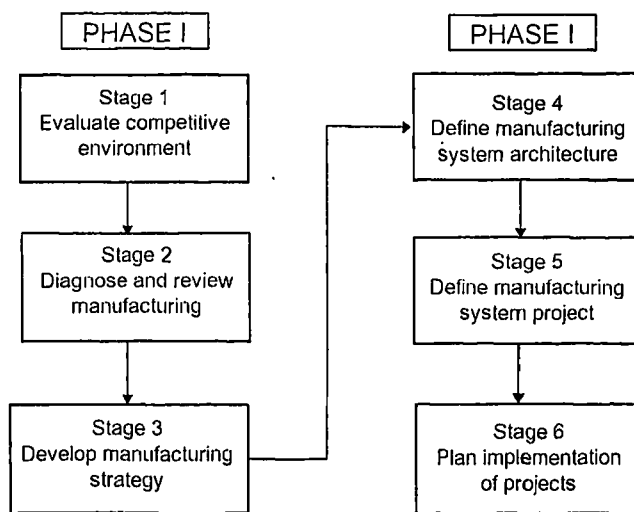 PHASE I
Stage 1
Evaluate competitive
environment
Stage 2
Diagnose and review
manufacturing
Stage 3
Develop manufacturing
strategy
PHASE I
Stage 4
Define manufacturing
system architecture
Stage 5
Define manufacturing
system project
Stage 6
Plan implementation
of projects